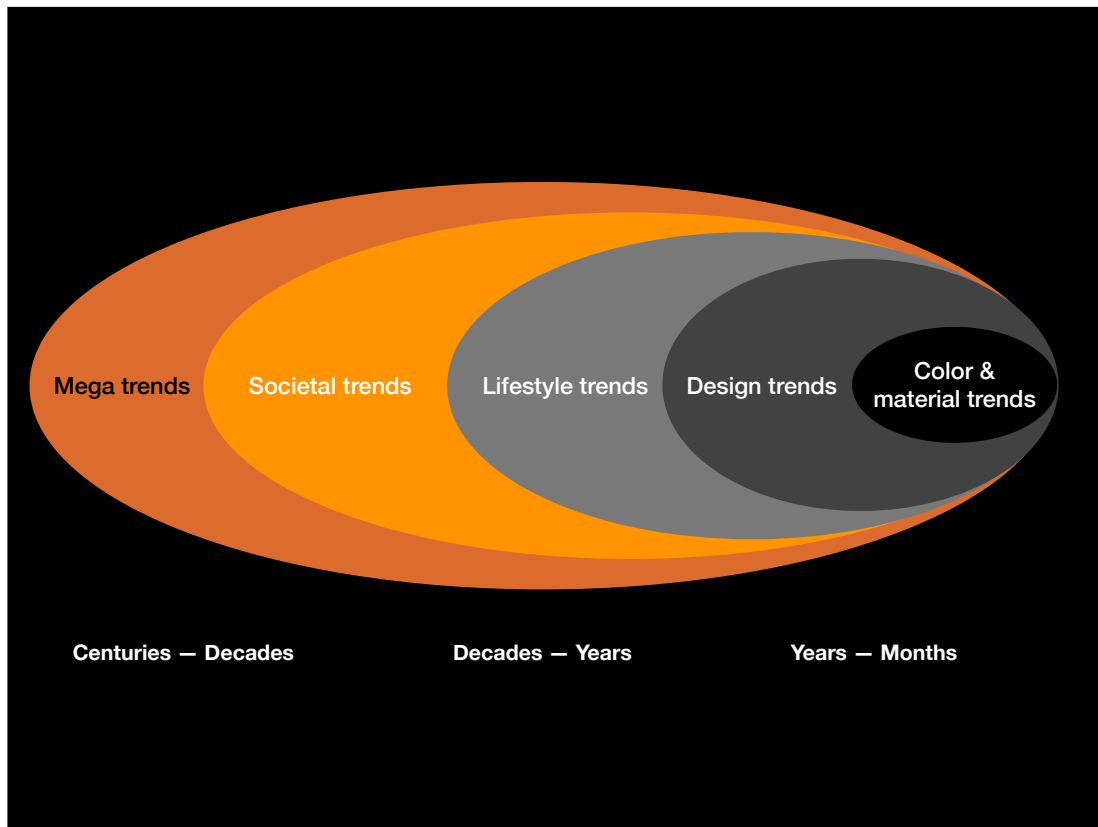 Mega trends
Societal trends
Lifestyle trends
Design trends
Color &
material trends
Centuries — Decades
Decades — Years
Years — Months